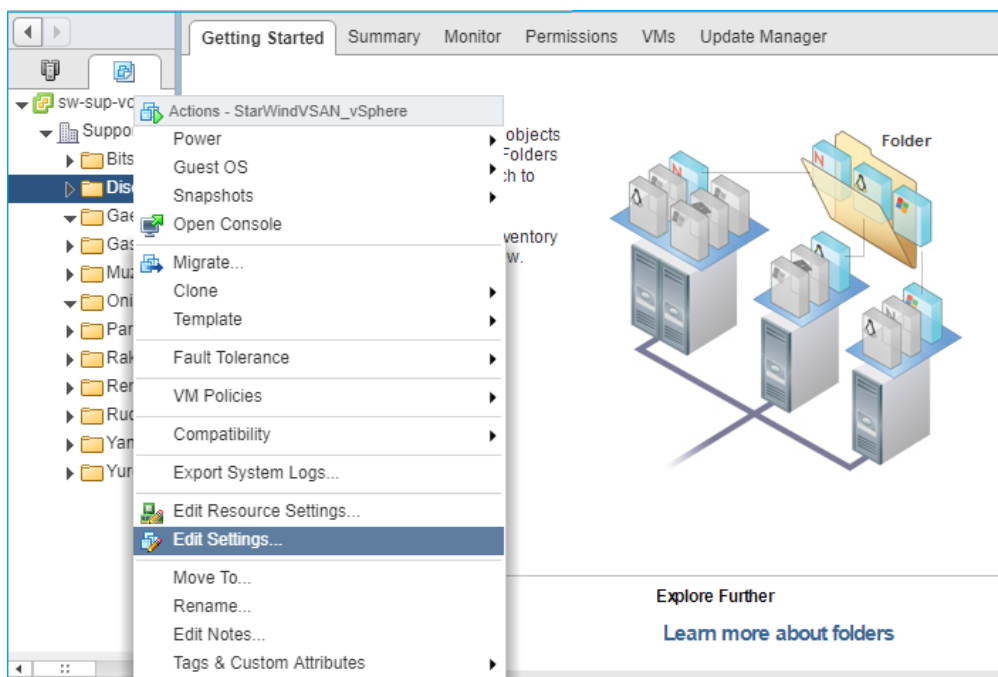 Getting Started
Summary
Monitor
Permissions
VMs
Update Manager
sw-sup-vc
Actions - StarWindVSAN_vSphere
Suppo
Bits
Disc
Gae
Gas
Muz
Oni
Par
Rak
Ren
Ruc
Yan
Yur
Power
Guest OS
Snapshots
Open Console
Migrate...
Clone
Template
Fault Tolerance
VM Policies
Compatibility
Export System Logs...
Edit Resource Settings...
Edit Settings...
Move To...
Rename...
Edit Notes...
Tags & Custom Attributes
objects
Folders
ch to
ventory
w.
Folder
Explore Further
Learn more about folders